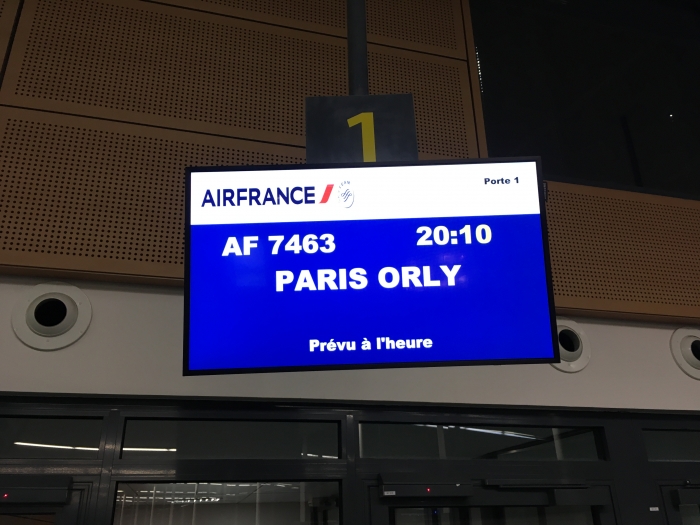 1
AIRFRANCE
Porte 1
AF 7463 20:10
PARIS ORLY
Prévu à l'heure